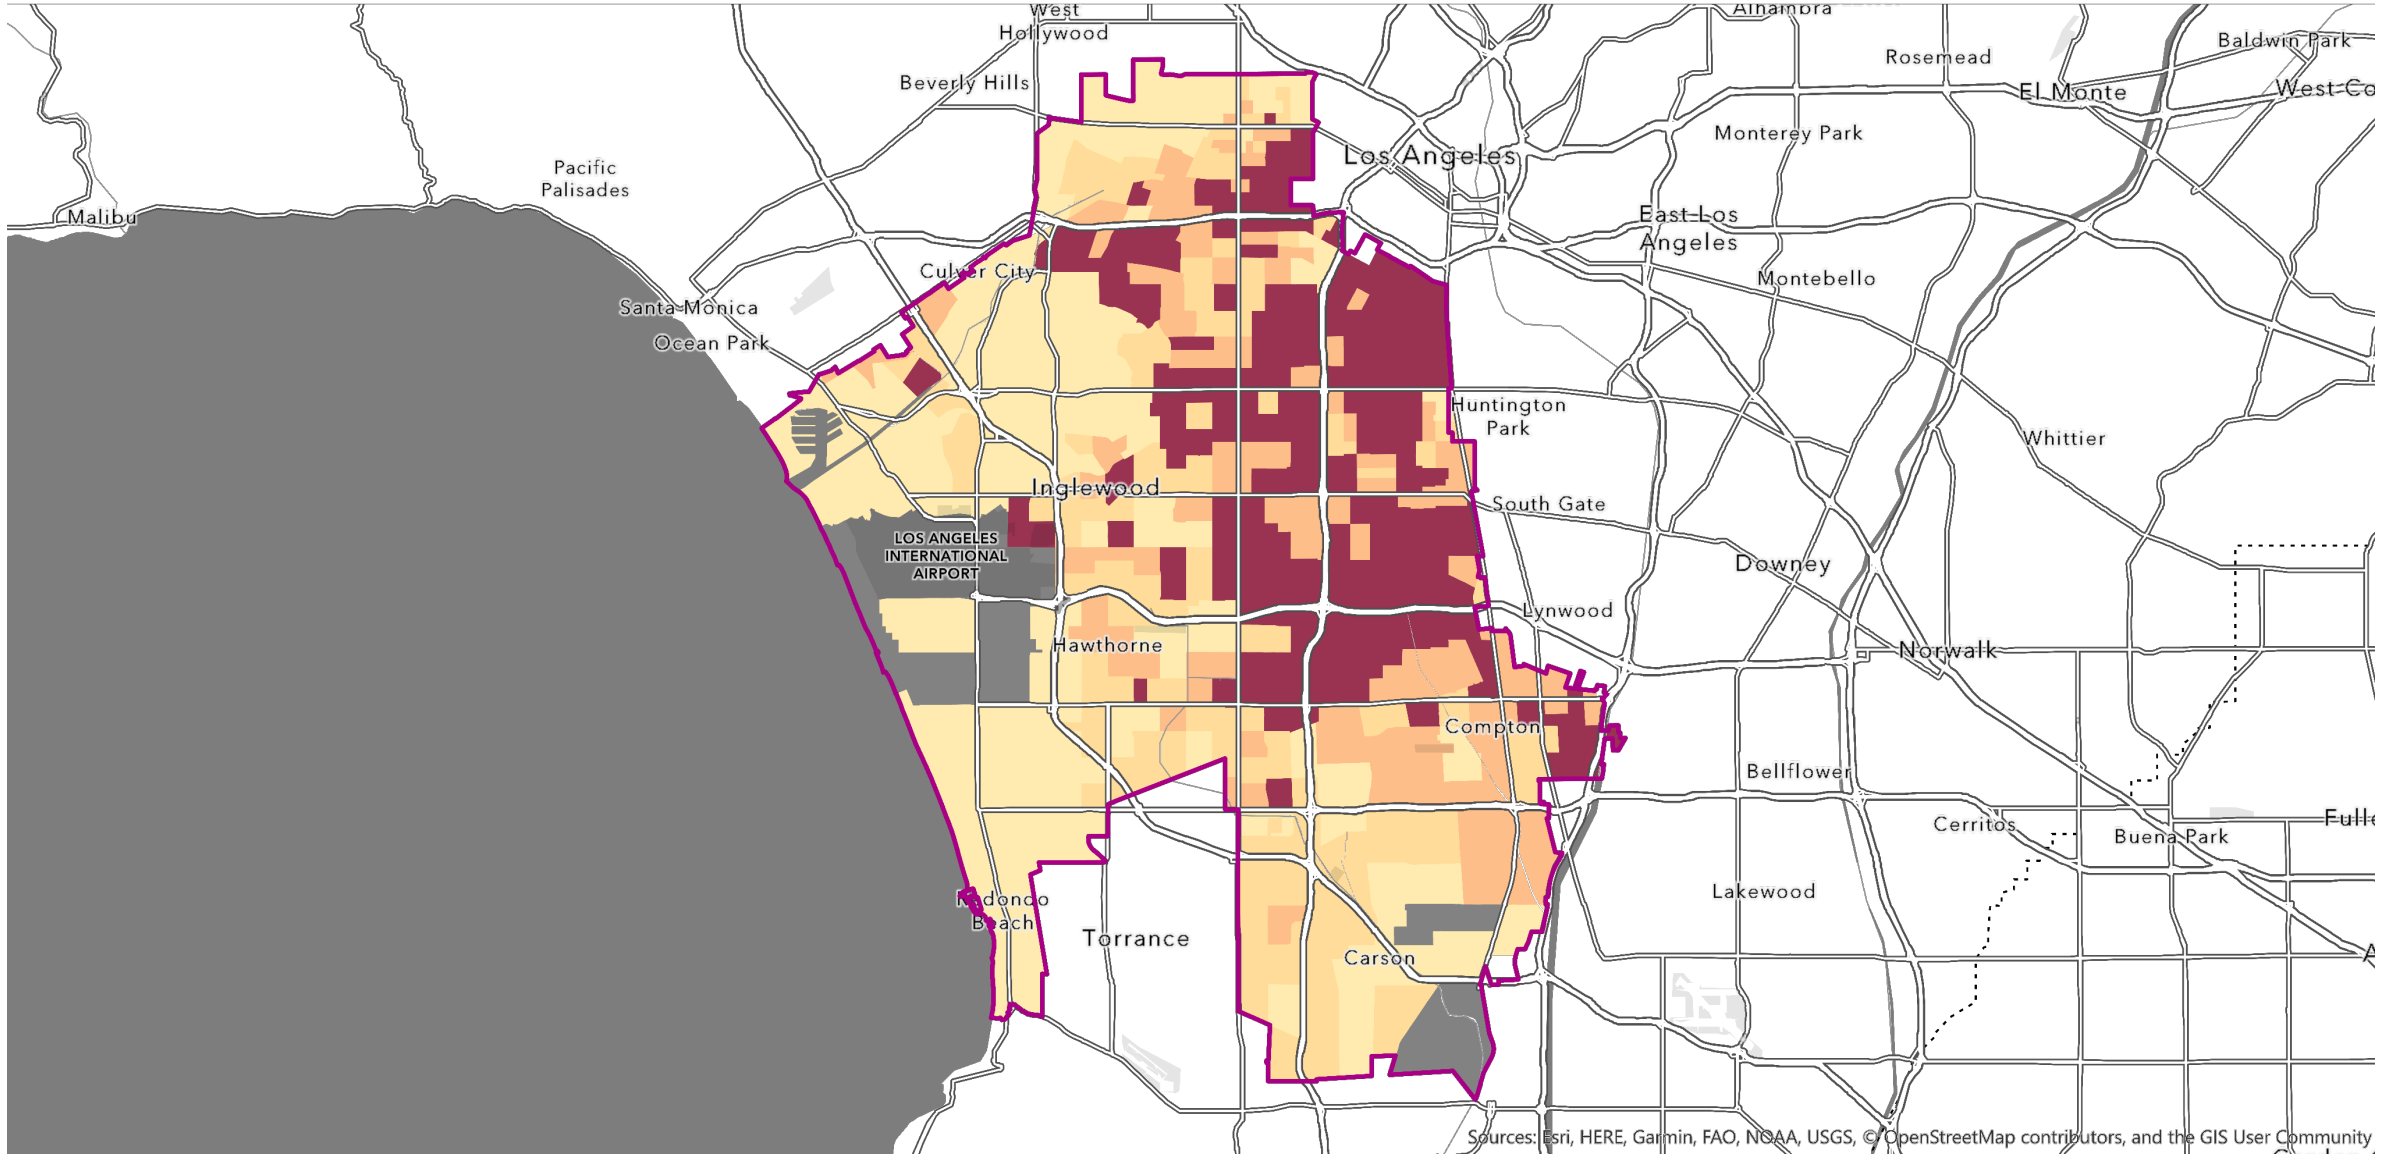 West
Hollywood
Alhambra
Baldwin Park
Rosemead
Beverly Hills
El Monte
West Co
Monterey Park
Los Angeles
Pacific
Palisades
Malibu
East Los
Angeles
Culver City
Montebello
Santa Monica
Ocean Park
Huntington
Park
Whittier
Inglewood
South Gate
LOS ANGELES
INTERNATIONAL
AIRPORT
Downey
Lynwood
Hawthorne
Norwalk
Compton
Bellflower
Cerritos
Fulle
Buena Park
Lakewood
Redondo
Beach
Torrance
Carson
A
Sources: Esri, HERE, Garmin, FAO, NOAA, USGS, © OpenStreetMap contributors, and the GIS User Community